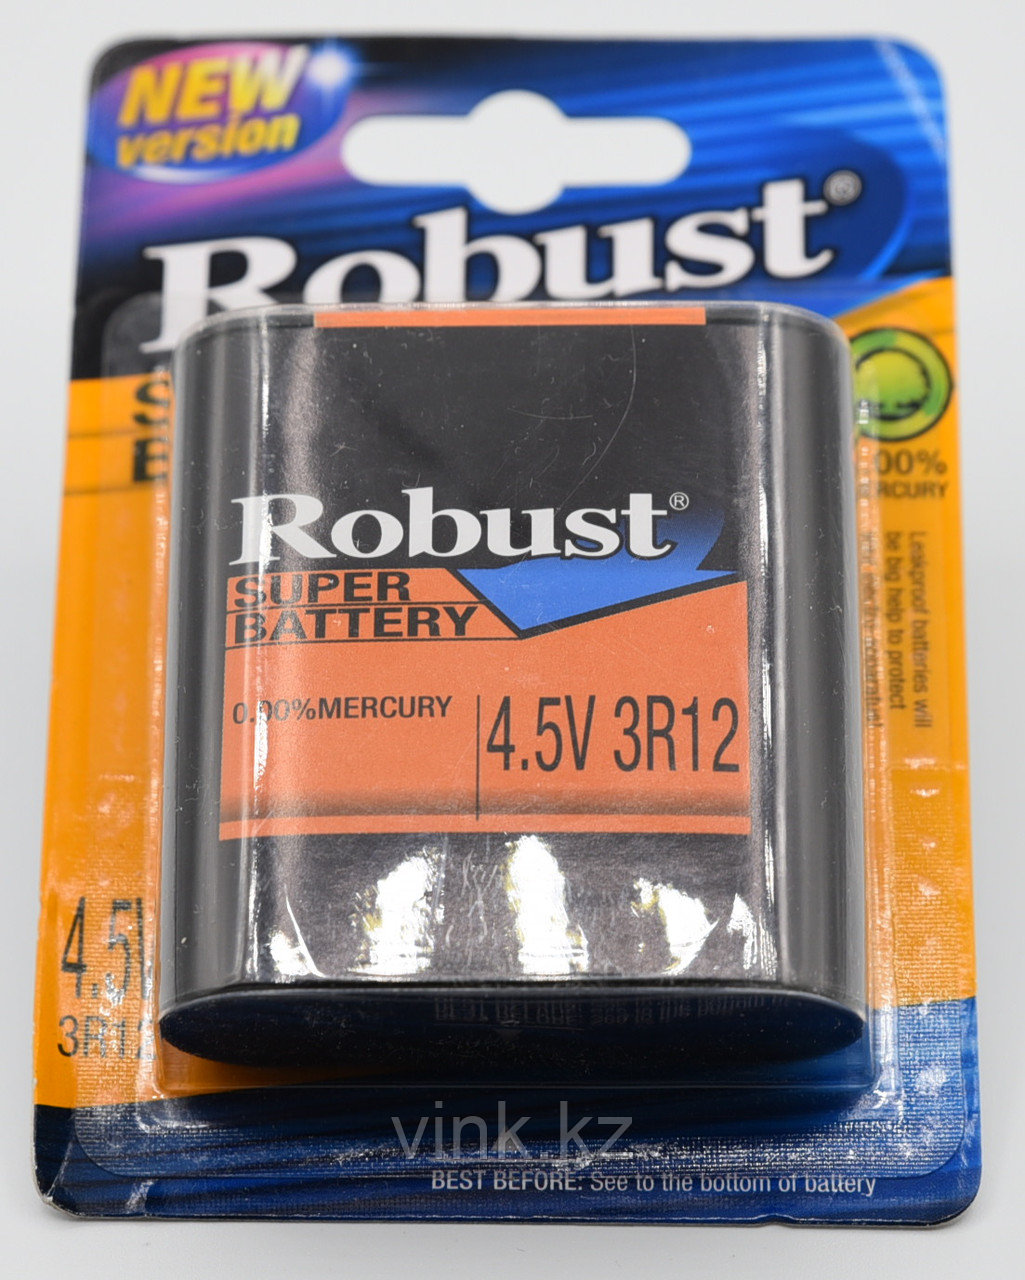 NEW
version
Robust®
Robust®
SUPER
BATTERY
0.00%MERCURY
4.5V 3R12
00%
RCURY
Leakproof batteries will
be big help to protect
4.5V
3R12
vink.kz
BEST BEFORE: See to the bottom of battery